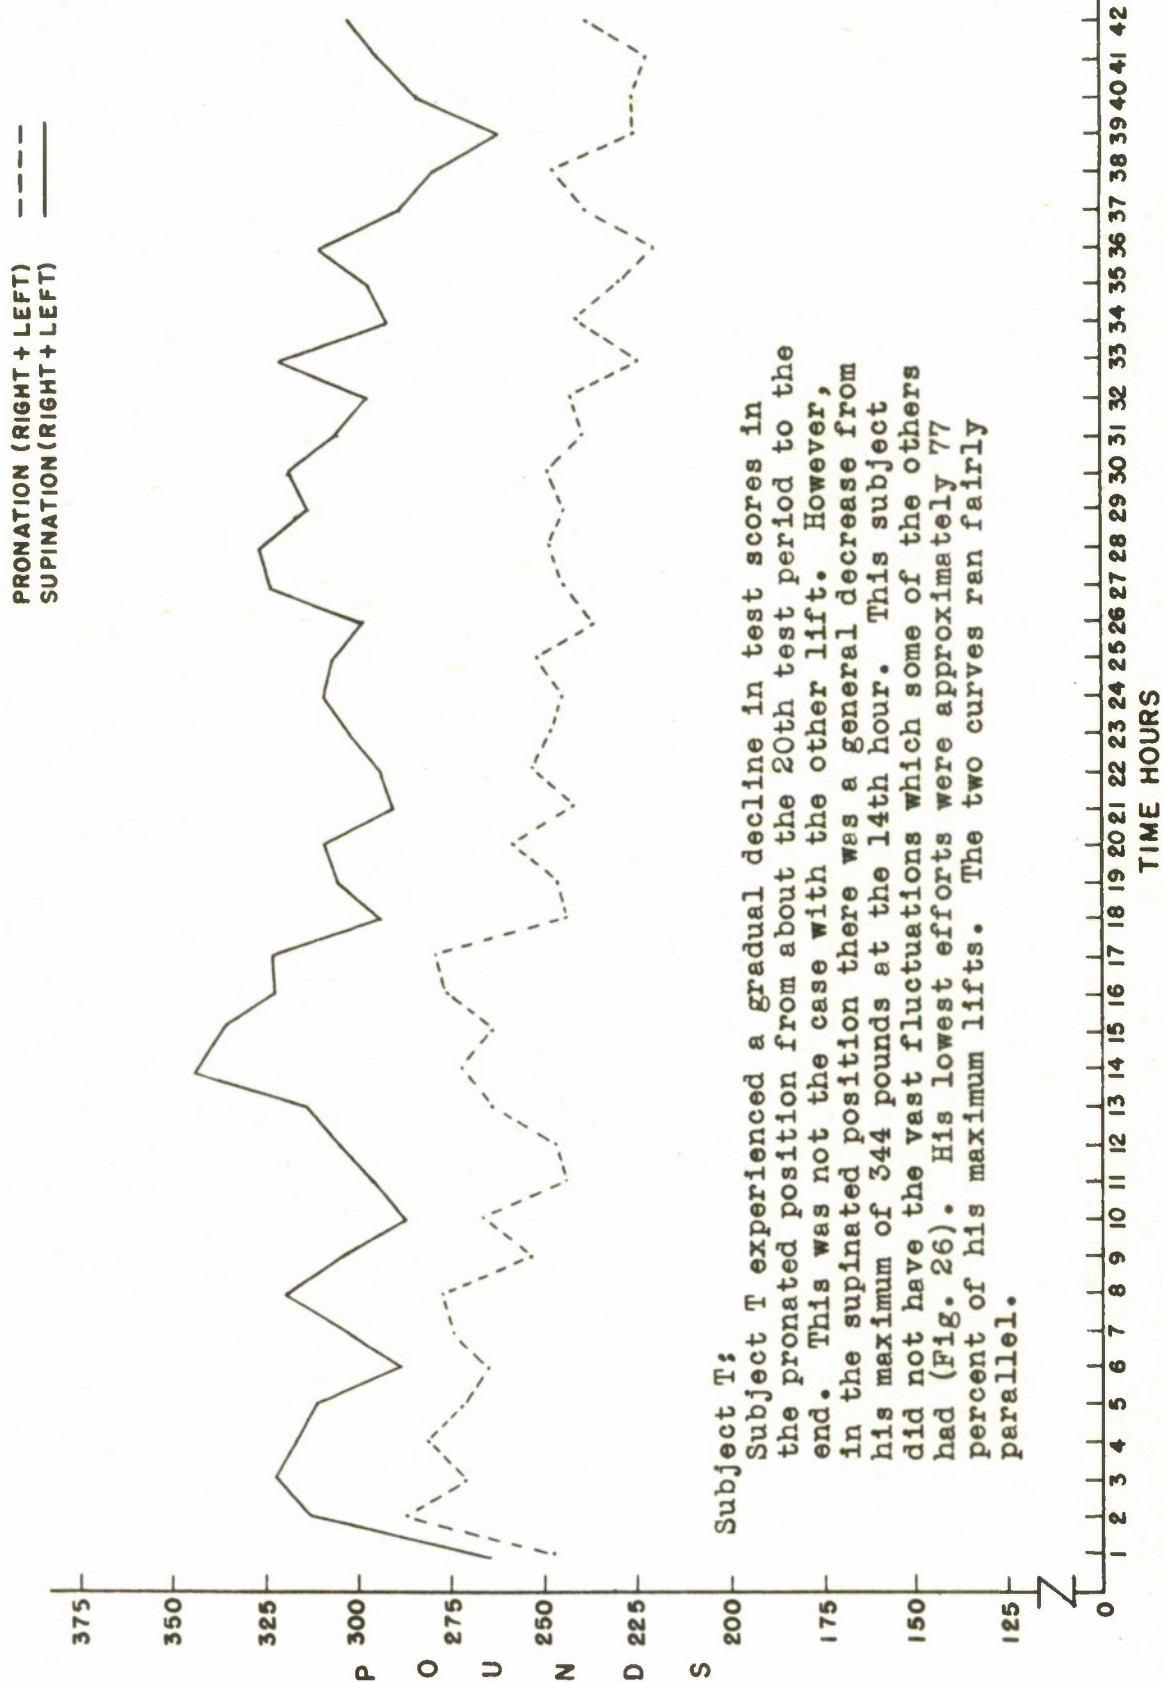 PRONATION (RIGHT + LEFT)
SUPINATION (RIGHT + LEFT)
375
350
325
300
275
250
225
200
175
150
125
0
POUNDS
Subject T;
Subject T experienced a gradual decline in test scores in
the pronated position from about the 20th test period to the
end. This was not the case with the other lift. However,
in the supinated position there was a general decrease from
his maximum of 344 pounds at the 14th hour. This subject
did not have the vast fluctuations which some of the others
had (Fig. 26). His lowest efforts were approximately 77
percent of his maximum lifts. The two curves ran fairly
parallel.
1 2 3 4 5 6 7 8 9 10 11 12 13 14 15 16 17 18 19 20 21 22 23 24 25 26 27 28 29 30 31 32 33 34 35 36 37 38 39 40 41 42
TIME HOURS